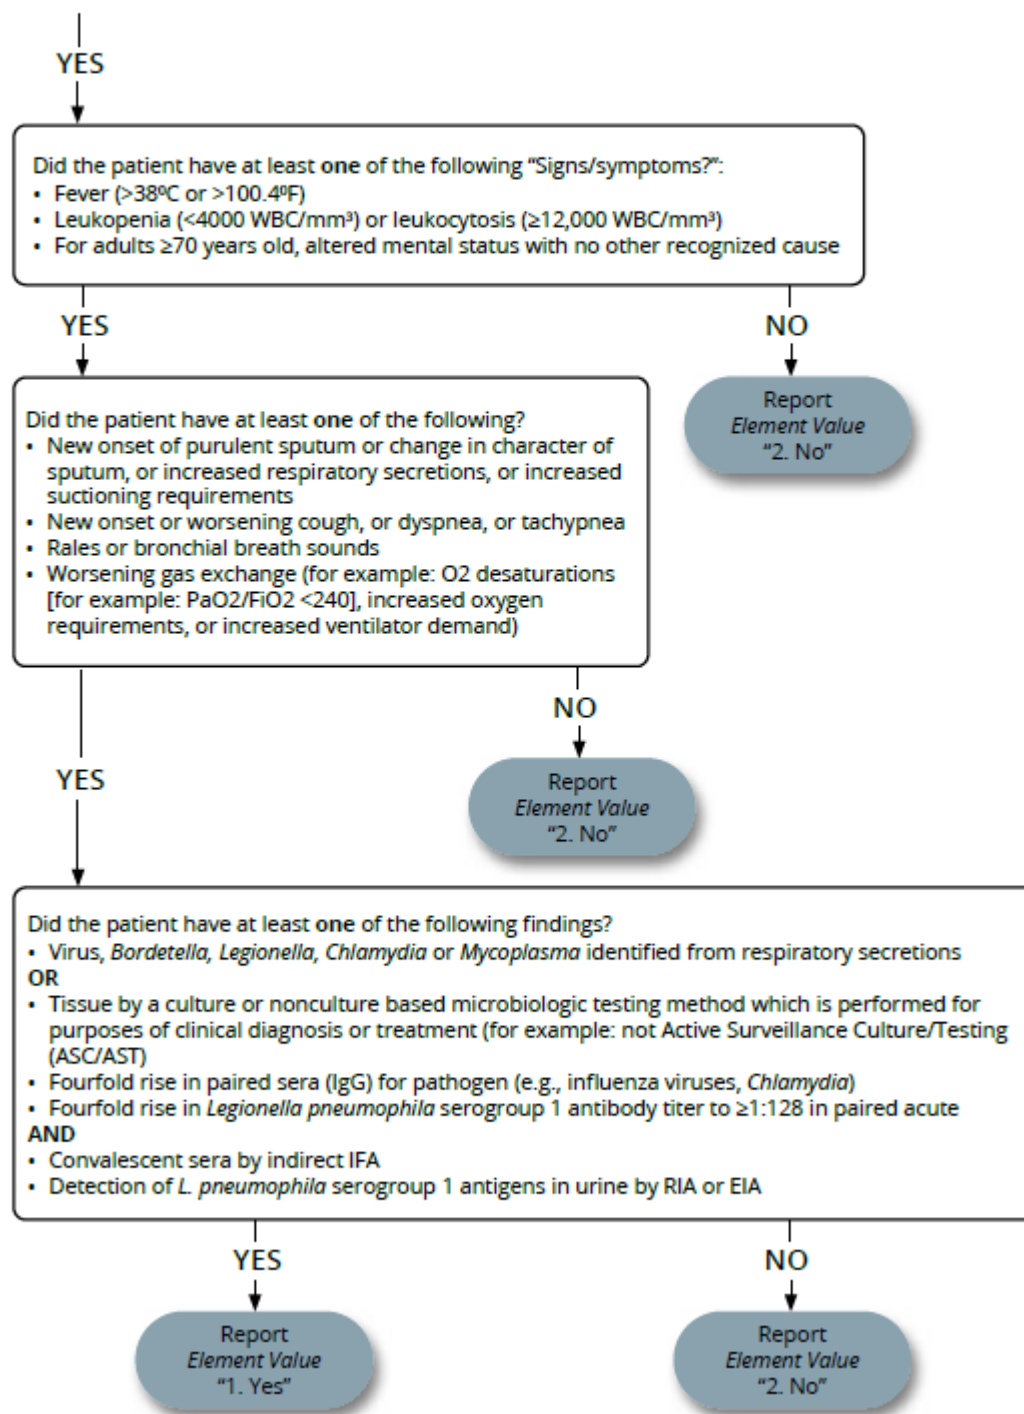 YES
Did the patient have at least one of the following “Signs/symptoms?”:
• Fever (>38ºC or >100.4ºF)
• Leukopenia (<4000 WBC/mm³) or leukocytosis (≥12,000 WBC/mm³)
• For adults ≥70 years old, altered mental status with no other recognized cause
YES
NO
Report
Element Value
“2. No”
Did the patient have at least one of the following?
• New onset of purulent sputum or change in character of
sputum, or increased respiratory secretions, or increased
suctioning requirements
• New onset or worsening cough, or dyspnea, or tachypnea
• Rales or bronchial breath sounds
• Worsening gas exchange (for example: O2 desaturations
[for example: PaO2/FiO2 <240], increased oxygen
requirements, or increased ventilator demand)
YES
NO
Report
Element Value
“2. No”
Did the patient have at least one of the following findings?
• Virus, Bordetella, Legionella, Chlamydia or Mycoplasma identified from respiratory secretions
OR
• Tissue by a culture or nonculture based microbiologic testing method which is performed for
purposes of clinical diagnosis or treatment (for example: not Active Surveillance Culture/Testing
(ASC/AST)
• Fourfold rise in paired sera (IgG) for pathogen (e.g., influenza viruses, Chlamydia)
• Fourfold rise in Legionella pneumophila serogroup 1 antibody titer to ≥1:128 in paired acute
AND
• Convalescent sera by indirect IFA
• Detection of L. pneumophila serogroup 1 antigens in urine by RIA or EIA
YES
NO
Report
Element Value
“1. Yes”
Report
Element Value
“2. No”